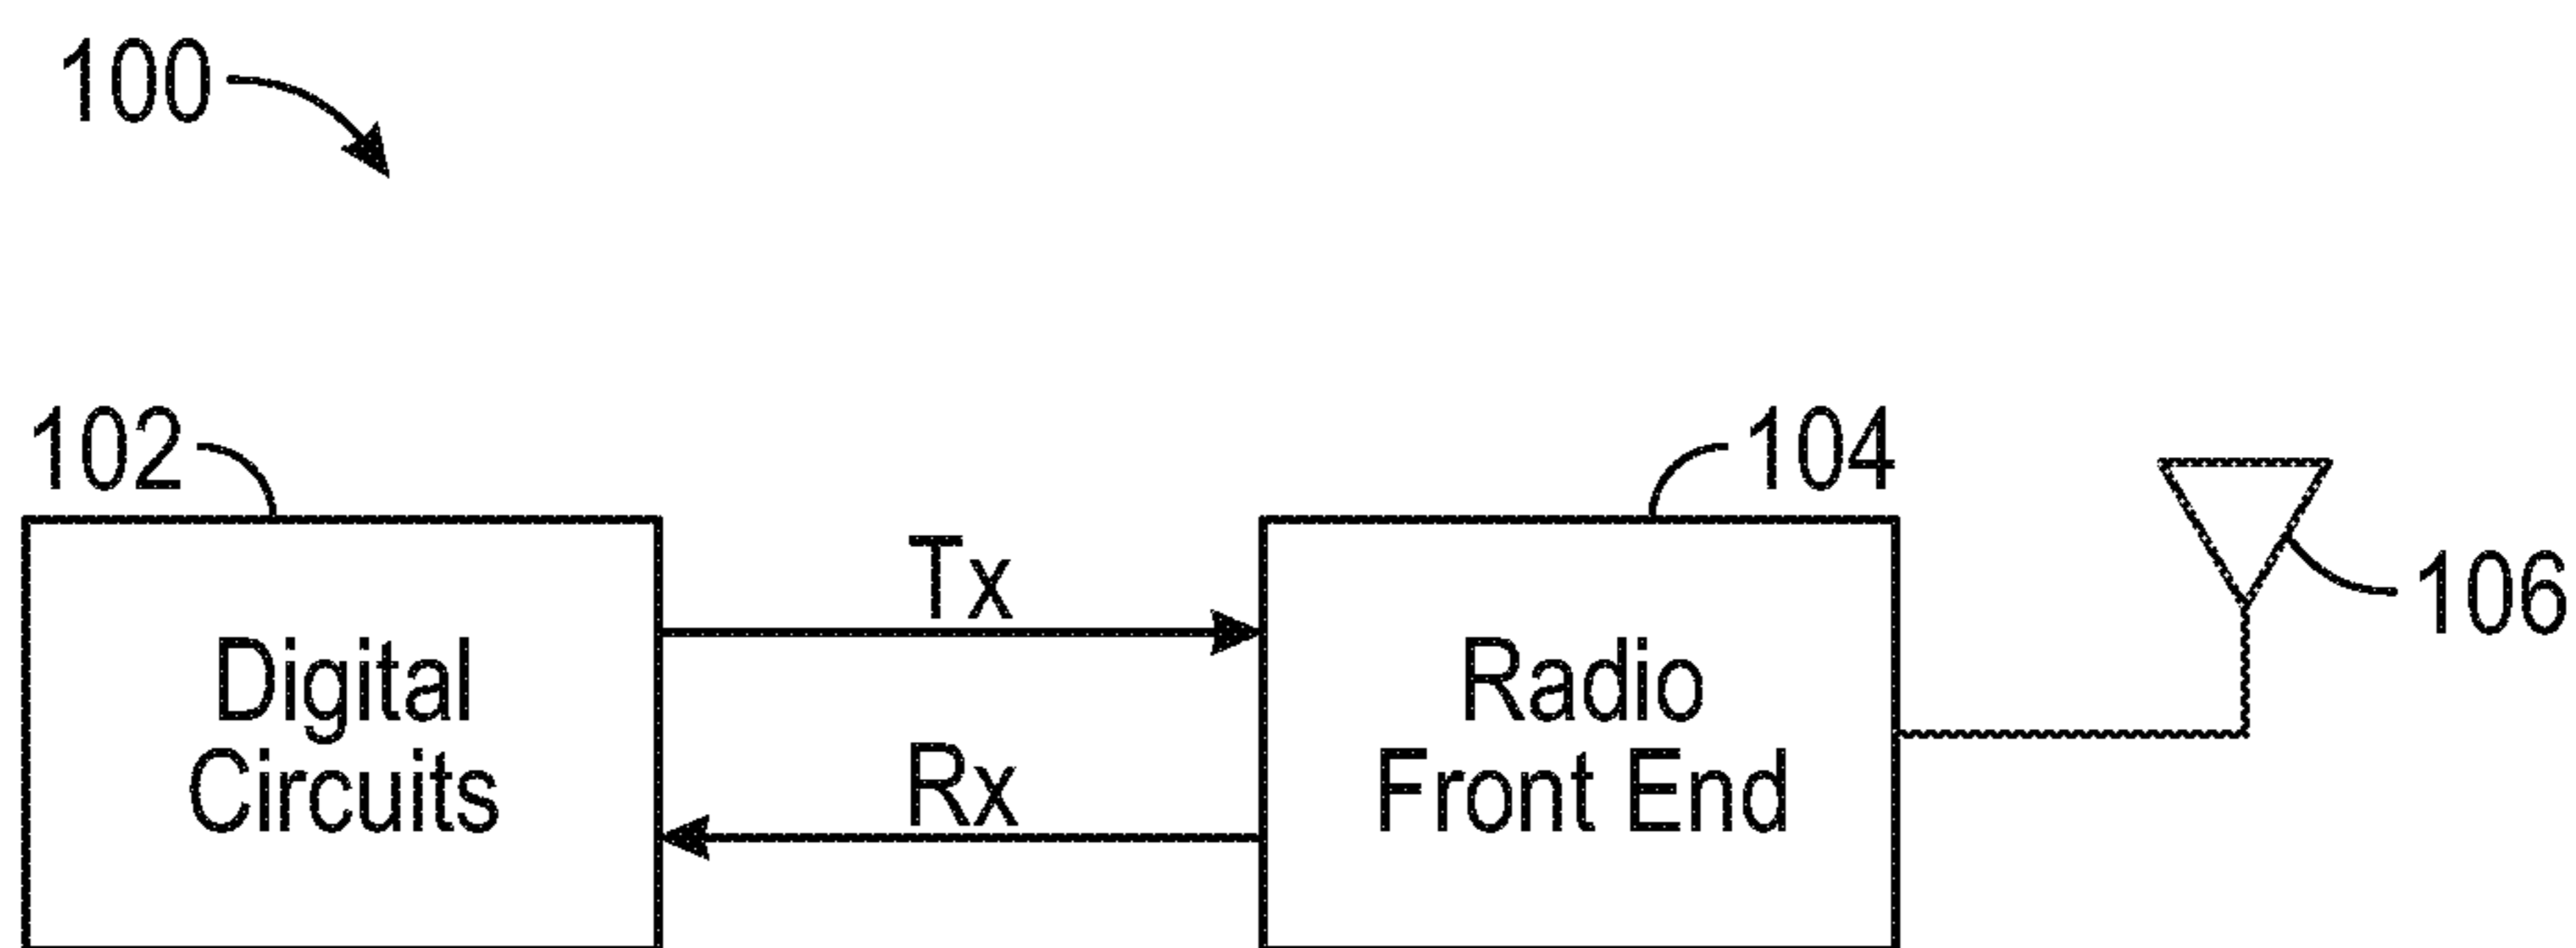 100
102
104
106
Tx
Digital
Circuits
Rx
Radio
Front End